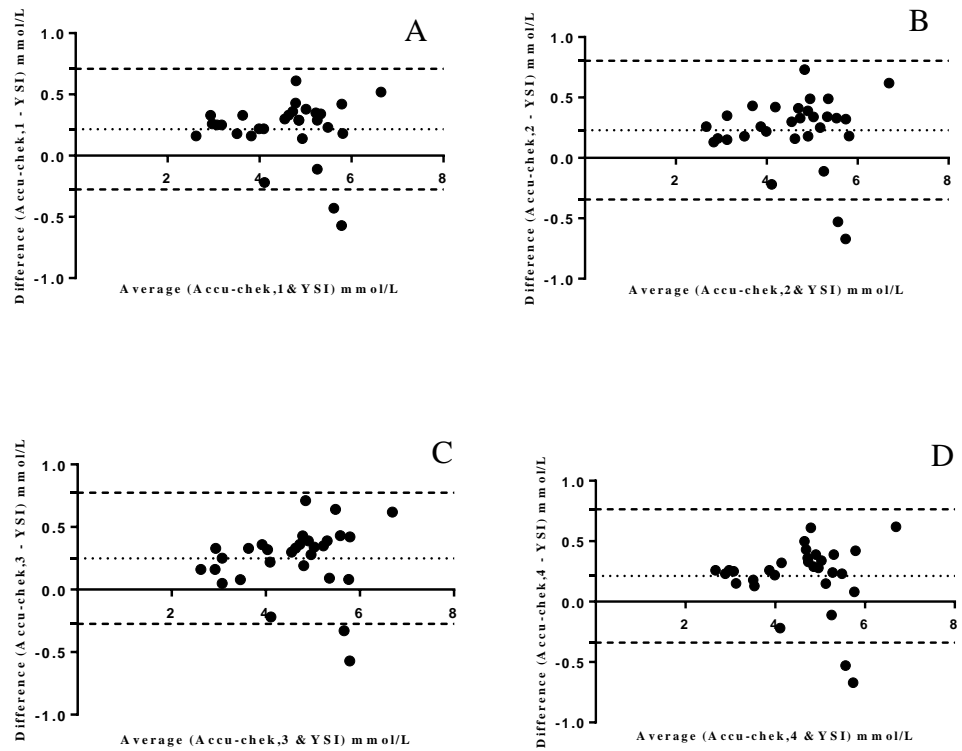 A
Difference (Accu-chek,1 - YSI) mmol/L
1.0
0.5
0.0
-0.5
-1.0
2 4 6 8
Average (Accu-chek,1&YSI) mmol/L
B
Difference (Accu-chek,2 - YSI) mmol/L
1.0
0.5
0.0
-0.5
-1.0
2 4 6 8
Average (Accu-chek,2&YSI) mmol/L
C
Difference (Accu-chek,3 - YSI) mmol/L
1.0
0.5
0.0
-0.5
-1.0
2 4 6 8
Average (Accu-chek,3 &YSI) mmol/L
D
Difference (Accu-chek,4 - YSI) mmol/L
1.0
0.5
0.0
-0.5
-1.0
2 4 6 8
Average (Accu-chek,4 &YSI) mmol/L